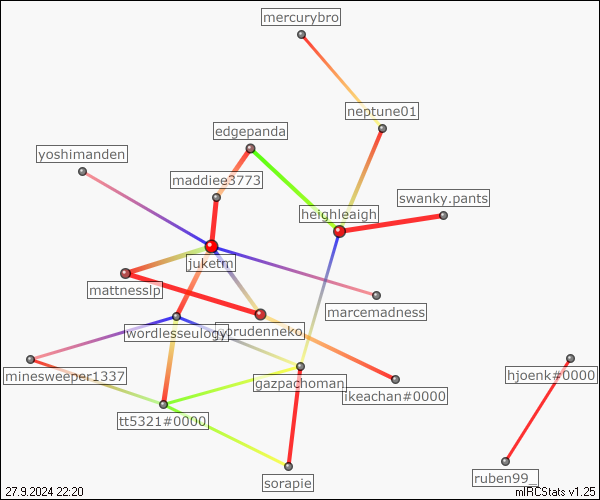 mercurybro
neptune01
edgepanda
yoshimanden
maddiee3773
swanky.pants
heighleaigh
juketm
mattnesslp
marcemadness
wordlesseulogy
prudenneko
minesweeper1337
gazpachoman
hjoenk#0000
ikeachan#0000
tt5321#0000
sorapie
ruben99_
27.9.2024 22:20
mIRCStats v1.25